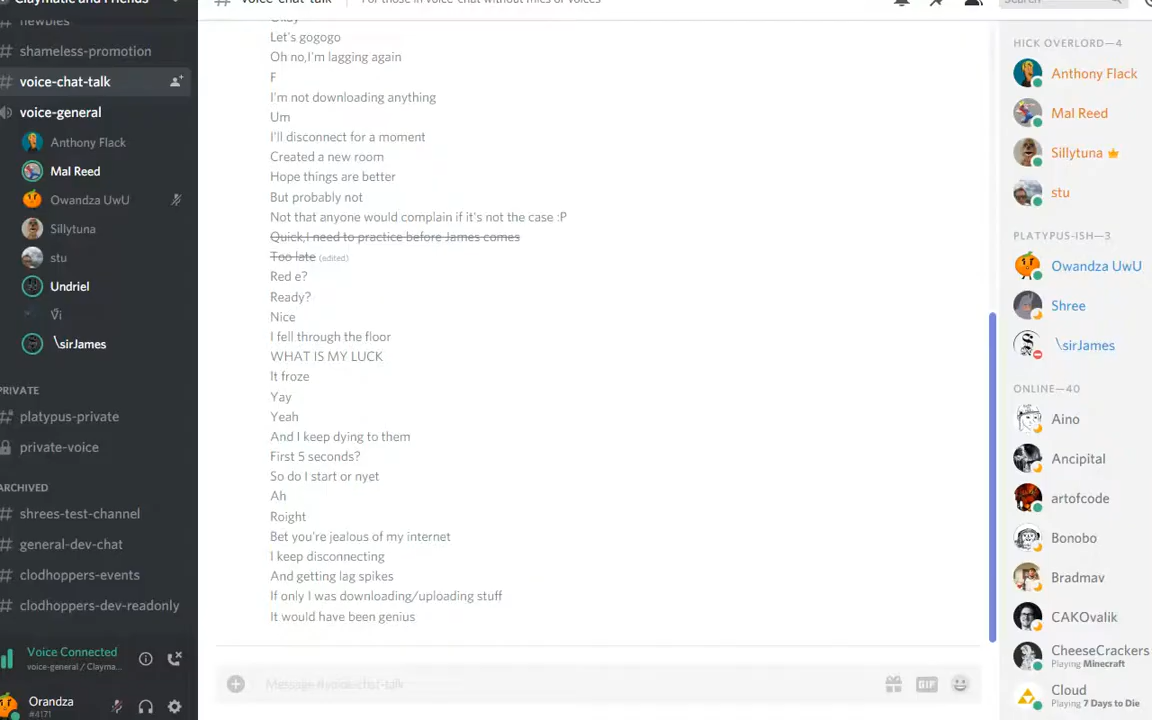 Claymatic and Friends
# voice-chat-talk
For those in voice chat without mics or voices
Search
# newbies
# shameless-promotion
# voice-chat-talk
voice-general
Anthony Flack
Mal Reed
Owandza UwU
Sillytuna
stu
Undriel
\sirJames
PRIVATE
platypus-private
private-voice
ARCHIVED
# shrees-test-channel
# general-dev-chat
# clodhoppers-events
# clodhoppers-dev-readonly
Voice Connected
voice-general / Clayma...
Orandza
#4171
Okay
Let's gogogo
Oh no,I'm lagging again
F
I'm not downloading anything
Um
I'll disconnect for a moment
Created a new room
Hope things are better
But probably not
Not that anyone would complain if it's not the case :P
Quick,I need to practice before James comes
Too late (edited)
Red e?
Ready?
Nice
I fell through the floor
WHAT IS MY LUCK
It froze
Yay
Yeah
And I keep dying to them
First 5 seconds?
So do I start or nyet
Ah
Roight
Bet you're jealous of my internet
I keep disconnecting
And getting lag spikes
If only I was downloading/uploading stuff
It would have been genius
Message #voice-chat-talk
GIF
HICK OVERLORD—4
Anthony Flack
Mal Reed
Sillytuna
stu
PLATYPUS-ISH—3
Owandza UwU
Shree
\sirJames
ONLINE—40
Aino
Ancipital
artofcode
Bonobo
Bradmav
CAKOvalik
CheeseCrackers
Playing Minecraft
Cloud
Playing 7 Days to Die